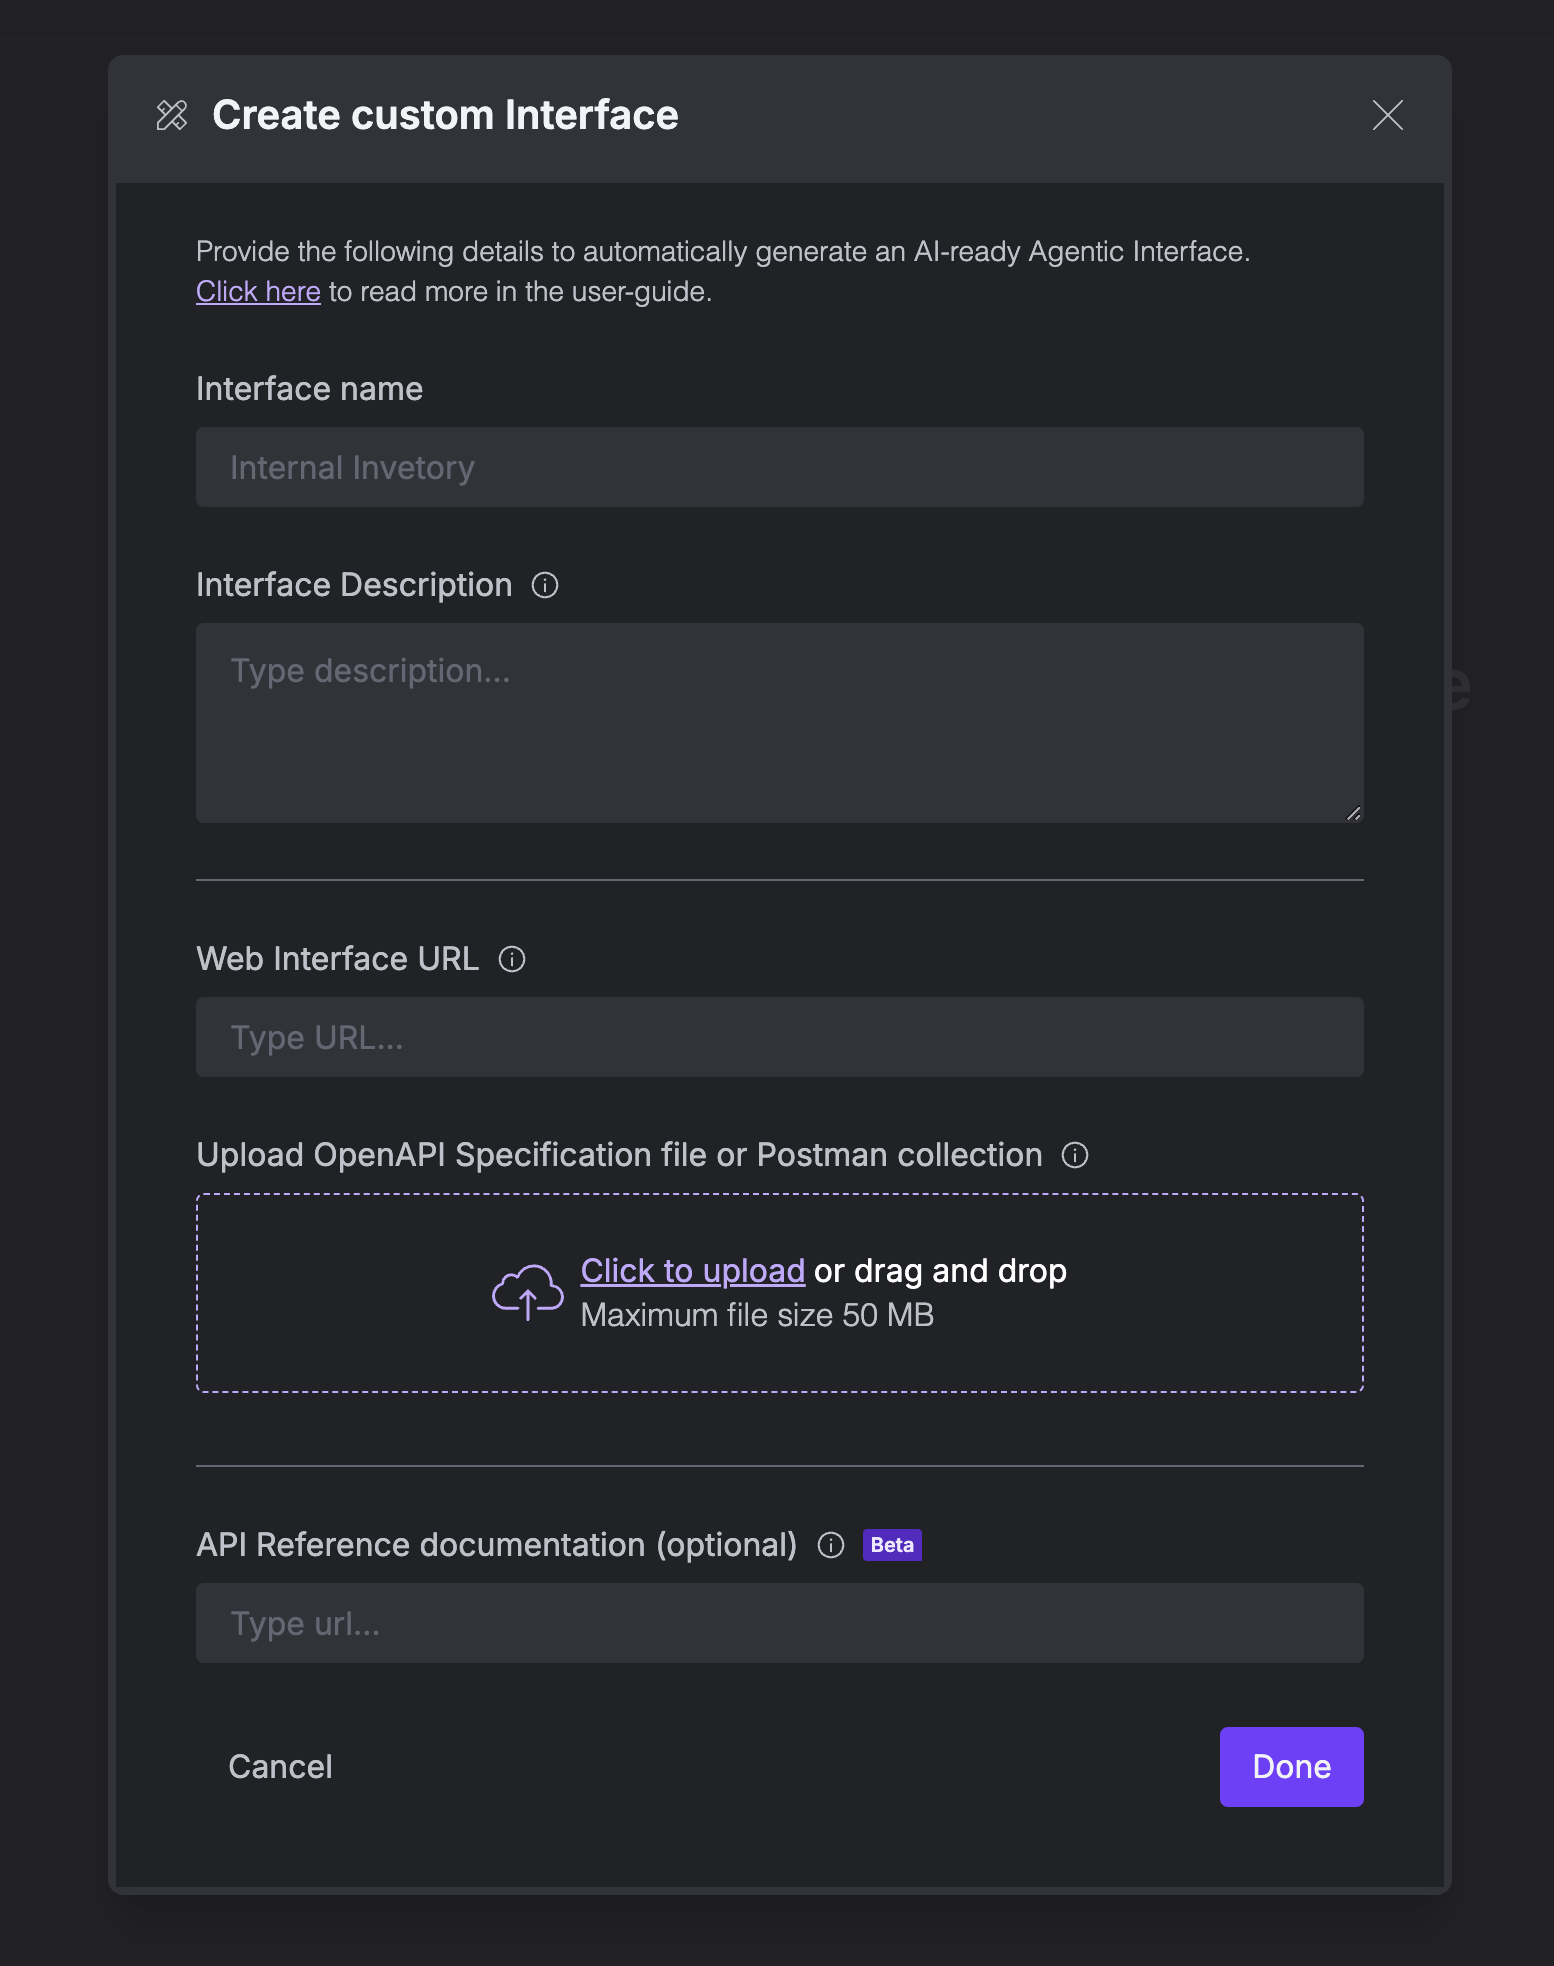 Create custom Interface
Provide the following details to automatically generate an AI-ready Agentic Interface.
Click here to read more in the user-guide.
Interface name
Internal Invetory
Interface Description
Type description...
Web Interface URL
Type URL...
Upload OpenAPI Specification file or Postman collection
Click to upload or drag and drop
Maximum file size 50 MB
API Reference documentation (optional) Beta
Type url...
Cancel
Done